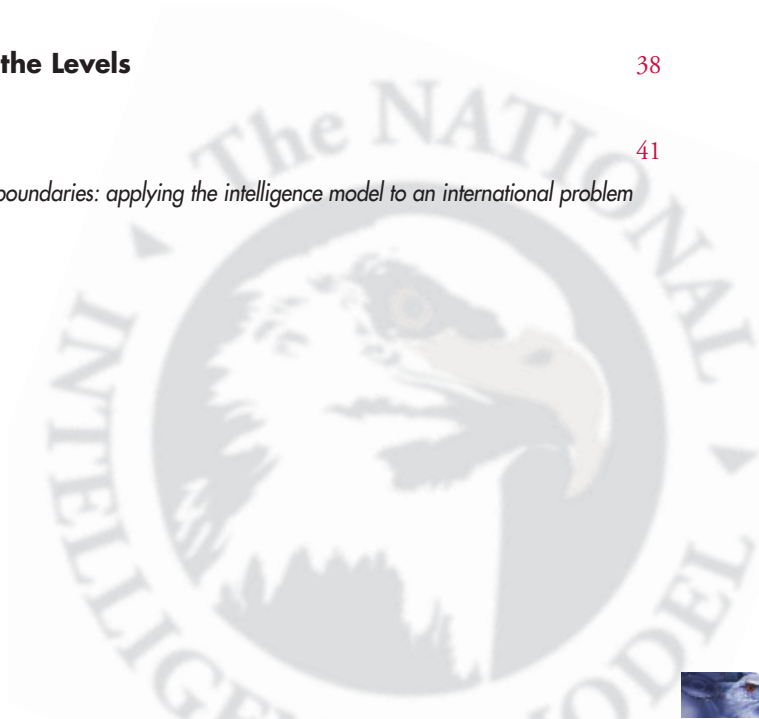 the Levels 38
41
boundaries: applying the intelligence model to an international problem
The NATIONAL
INTELLIGENCE MODEL